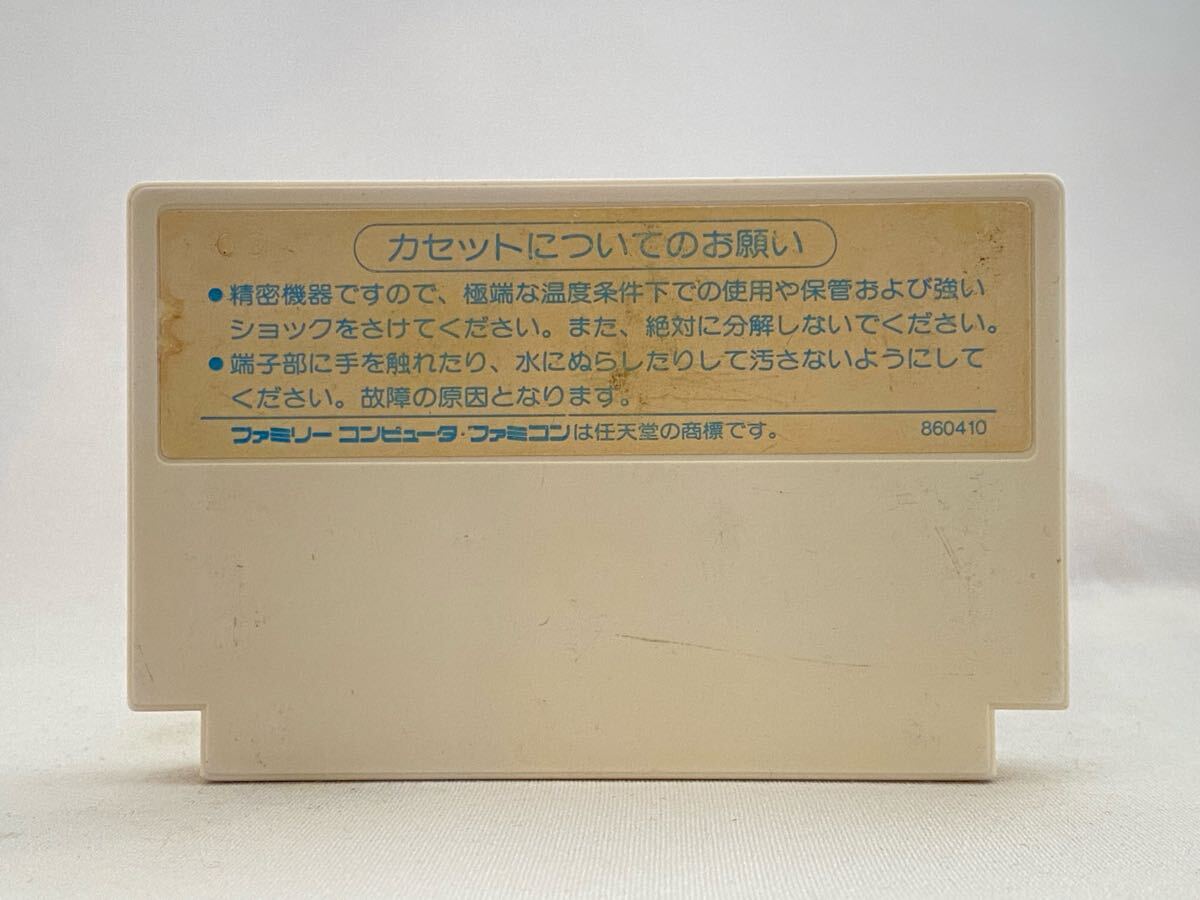 カセットについてのお願い
●精密機器ですので、極端な温度条件下での使用や保管および強い
ショックをさけてください。また、絶対に分解しないでください。
●端子部に手を触れたり、水にぬらしたりして汚さないようにして
ください。故障の原因となります。
ファミリー コンピュータ・ファミコンは任天堂の商標です。 860410